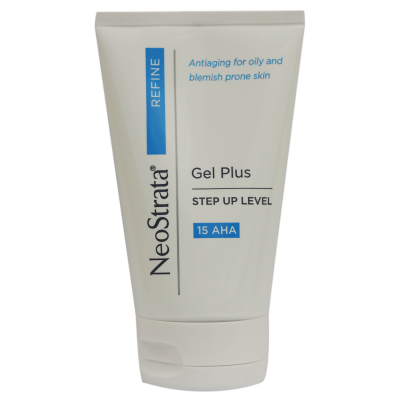 REFINE
NeoStrata®
Antiaging for oily and
blemish prone skin
Gel Plus
STEP UP LEVEL
15 AHA